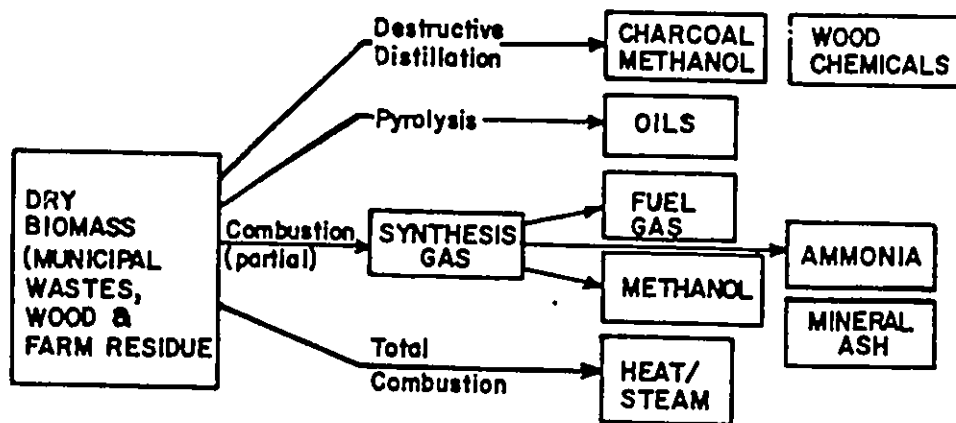 Destructive
Distillation
CHARCOAL
METHANOL
WOOD
CHEMICALS
Pyrolysis
OILS
DRY
BIOMASS
(MUNICIPAL
WASTES,
WOOD &
FARM RESIDUE
Combustion
(partial)
SYNTHESIS
GAS
FUEL
GAS
AMMONIA
METHANOL
MINERAL
ASH
Total
Combustion
HEAT/
STEAM